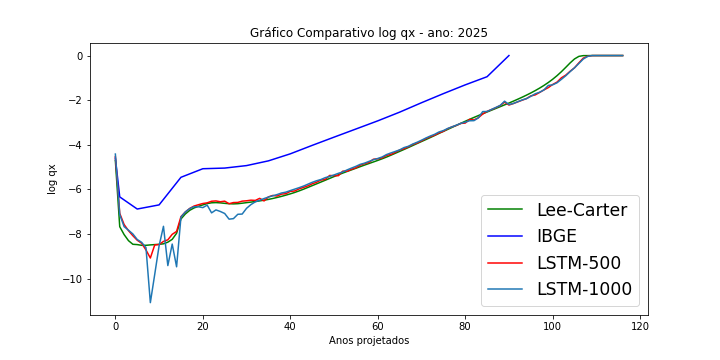 Gráfico Comparativo log qx - ano: 2025
log qx
0
−2
−4
−6
−8
−10
0
20
40
60
80
100
120
Anos projetados
Lee-Carter
IBGE
LSTM-500
LSTM-1000